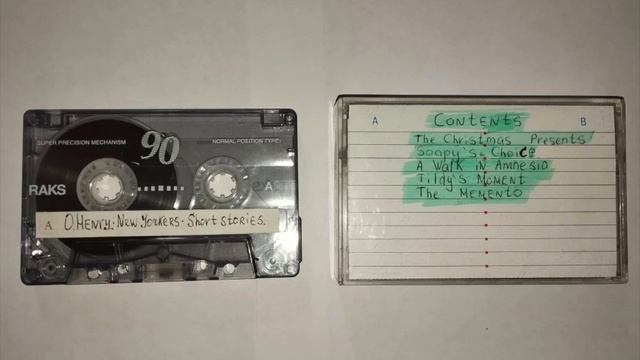 SUPER PRECISION MECHANISM
90
NORMAL POSITION TYPE I
RAKS
A O.HENRY. New Yorkers. Short stories.
A CONTENTS B
The Christmas Presents
Soapy's Choice
A WALK iN AMNESiO
TiLDY'S MOMENT
The MEMENTO